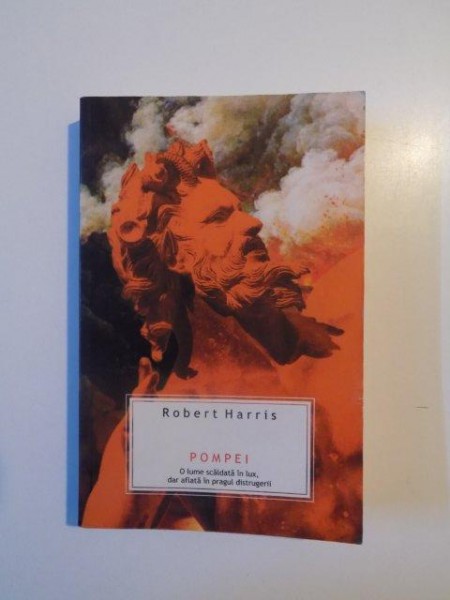 Robert Harris
POMPEI
O lume scăldată în lux,
dar aflată în pragul distrugerii